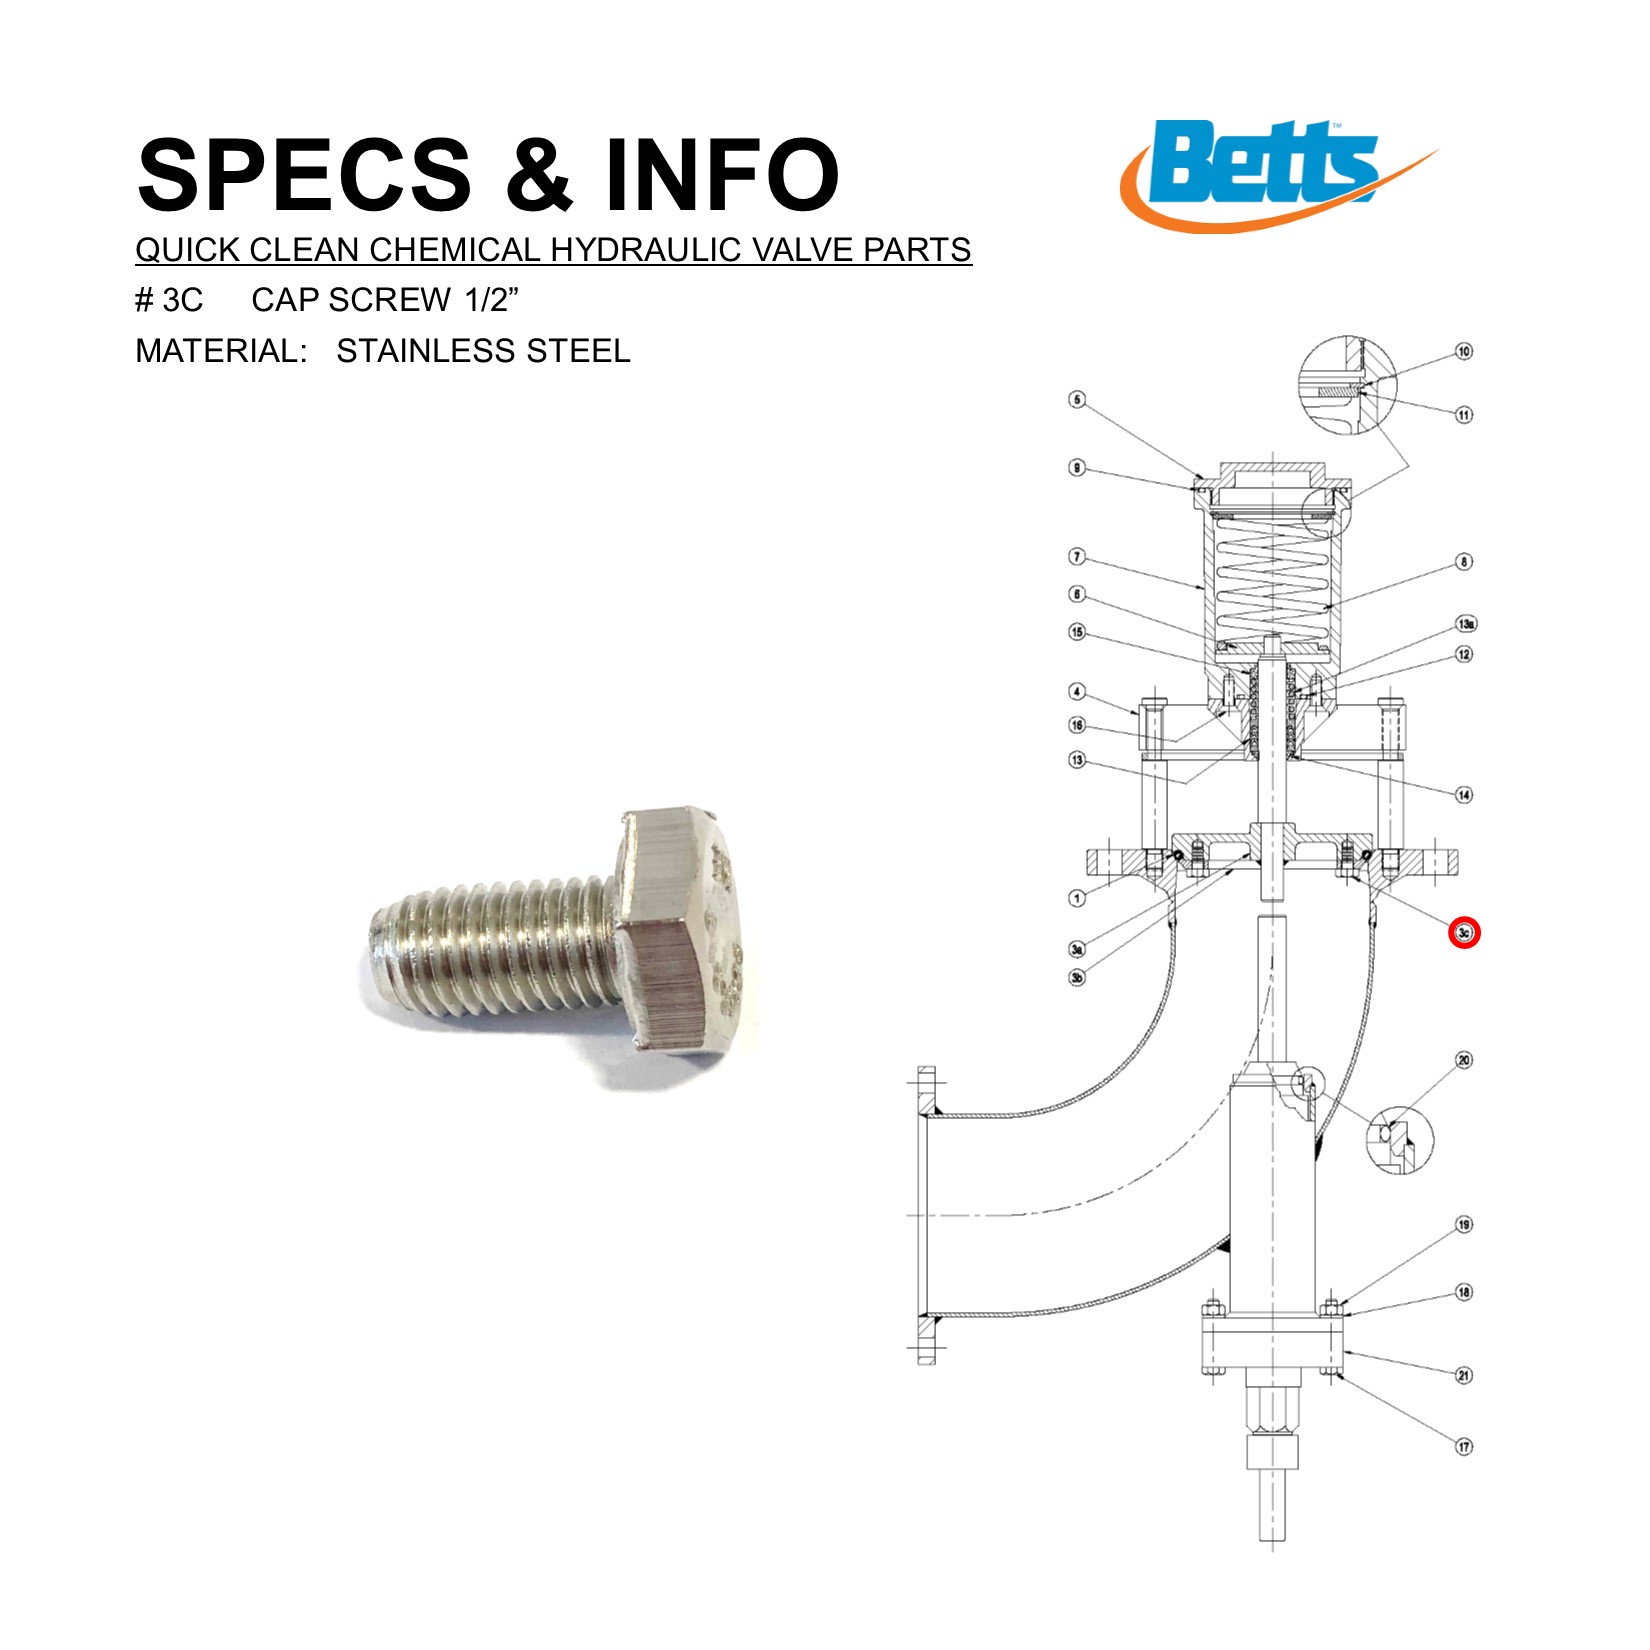 SPECS & INFO
Betts™
QUICK CLEAN CHEMICAL HYDRAULIC VALVE PARTS
# 3C CAP SCREW 1/2”
MATERIAL: STAINLESS STEEL
10
5
11
9
7
8
6
13a
15
12
4
16
13
14
1
3c
3a
3b
20
19
18
21
17